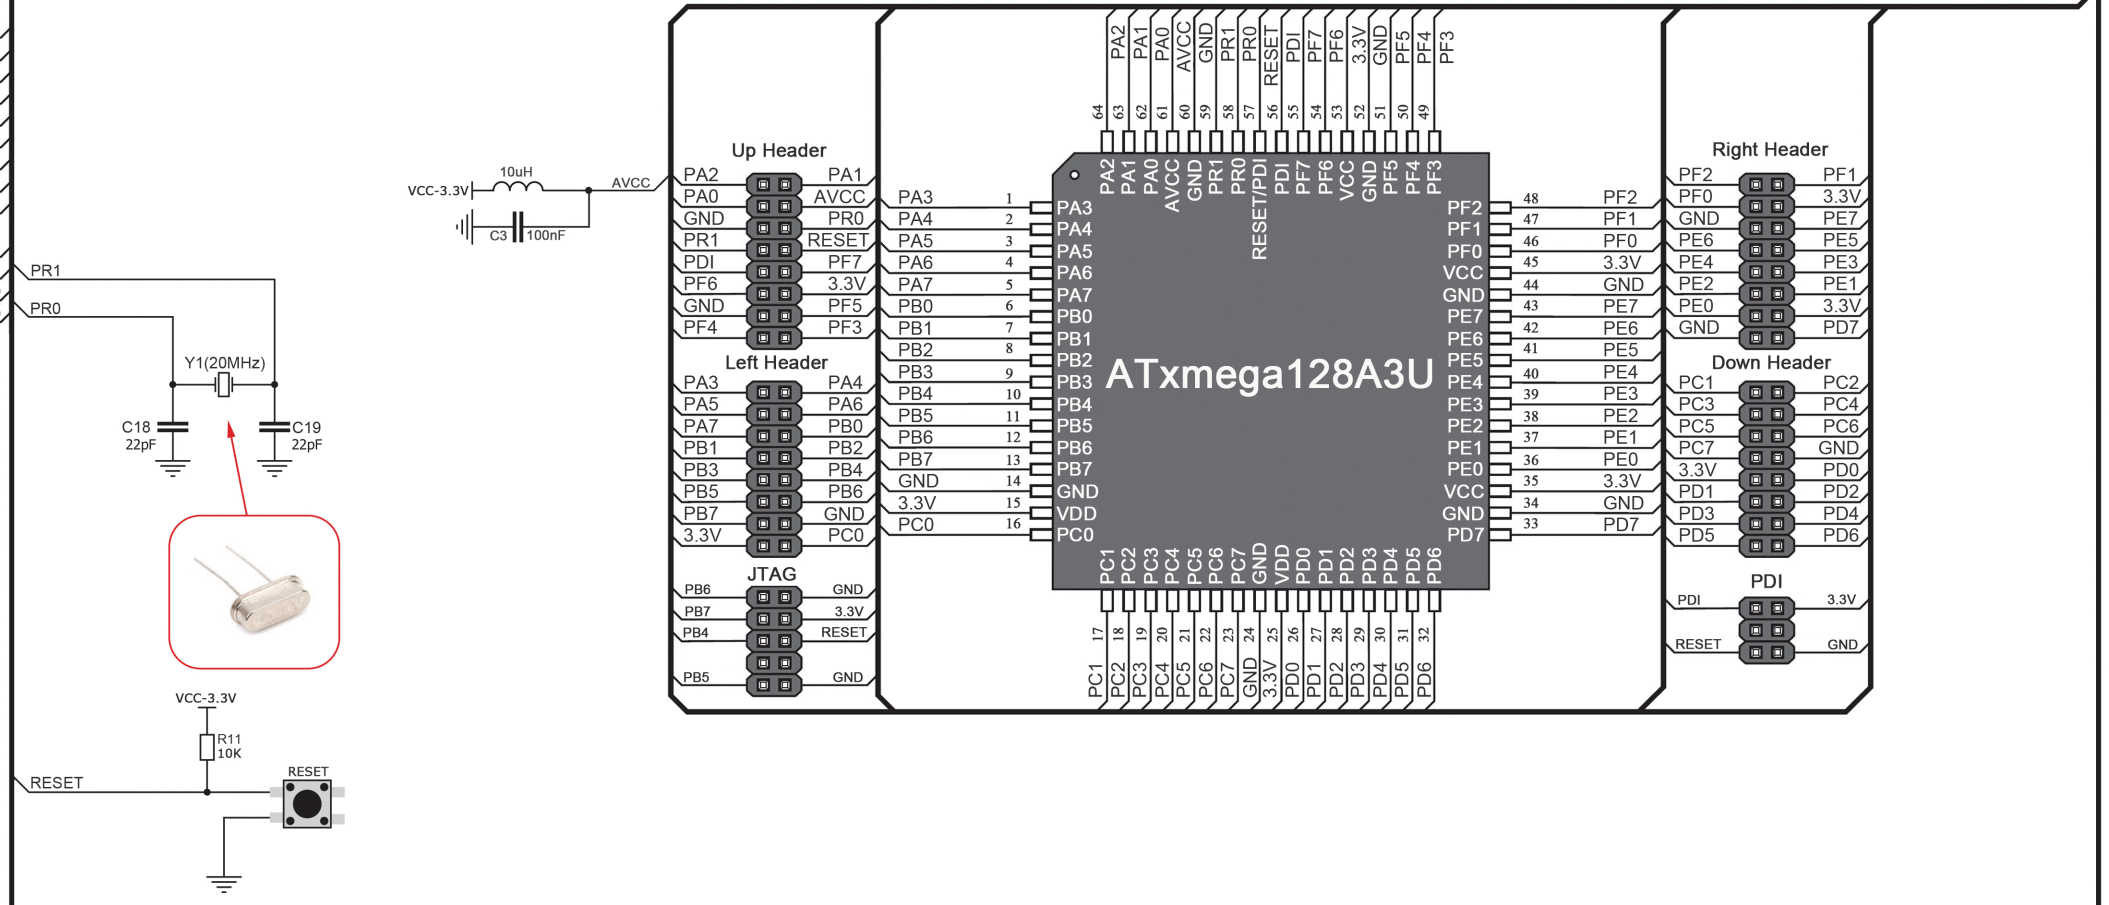 PA2 PA1 PA0 AVCC GND PR1 PR0 RESET PDI PF7 PF6 3.3V GND PF5 PF4 PF3
64 63 62 61 60 59 58 57 56 55 54 53 52 51 50 49
PA2 PA1 PA0 AVCC GND PR1 PR0 RESET/PDI PDI PF7 PF6 VCC GND PF5 PF4 PF3
ATxmega128A3U
PA3 1 PA3
PA4 2 PA4
PA5 3 PA5
PA6 4 PA6
PA7 5 PA7
PB0 6 PB0
PB1 7 PB1
PB2 8 PB2
PB3 9 PB3
PB4 10 PB4
PB5 11 PB5
PB6 12 PB6
PB7 13 PB7
GND 14 GND
3.3V 15 VDD
PC0 16 PC0
PF2 48 PF2
PF1 47 PF1
PF0 46 PF0
VCC 45 3.3V
GND 44 GND
PE7 43 PE7
PE6 42 PE6
PE5 41 PE5
PE4 40 PE4
PE3 39 PE3
PE2 38 PE2
PE1 37 PE1
PE0 36 PE0
VCC 35 3.3V
GND 34 GND
PD7 33 PD7
PC1 PC2 PC3 PC4 PC5 PC6 PC7 GND VDD PD0 PD1 PD2 PD3 PD4 PD5 PD6
17 18 19 20 21 22 23 24 25 26 27 28 29 30 31 32
PC1 PC2 PC3 PC4 PC5 PC6 PC7 GND 3.3V PD0 PD1 PD2 PD3 PD4 PD5 PD6
Up Header
PA2 PA1
PA0 AVCC
GND PR0
PR1 RESET
PDI PF7
PF6 3.3V
GND PF5
PF4 PF3
Left Header
PA3 PA4
PA5 PA6
PA7 PB0
PB1 PB2
PB3 PB4
PB5 PB6
PB7 GND
3.3V PC0
JTAG
PB6 GND
PB7 3.3V
PB4 RESET
PB5 GND
Right Header
PF2 PF1
PF0 3.3V
GND PE7
PE6 PE5
PE4 PE3
PE2 PE1
PE0 3.3V
GND PD7
Down Header
PC1 PC2
PC3 PC4
PC5 PC6
PC7 GND
3.3V PD0
PD1 PD2
PD3 PD4
PD5 PD6
PDI
PDI 3.3V
RESET GND
10uH
VCC-3.3V AVCC
C3 100nF
PR1
PR0
Y1(20MHz)
C18 C19
22pF 22pF
VCC-3.3V
R11
10K
RESET
RESET